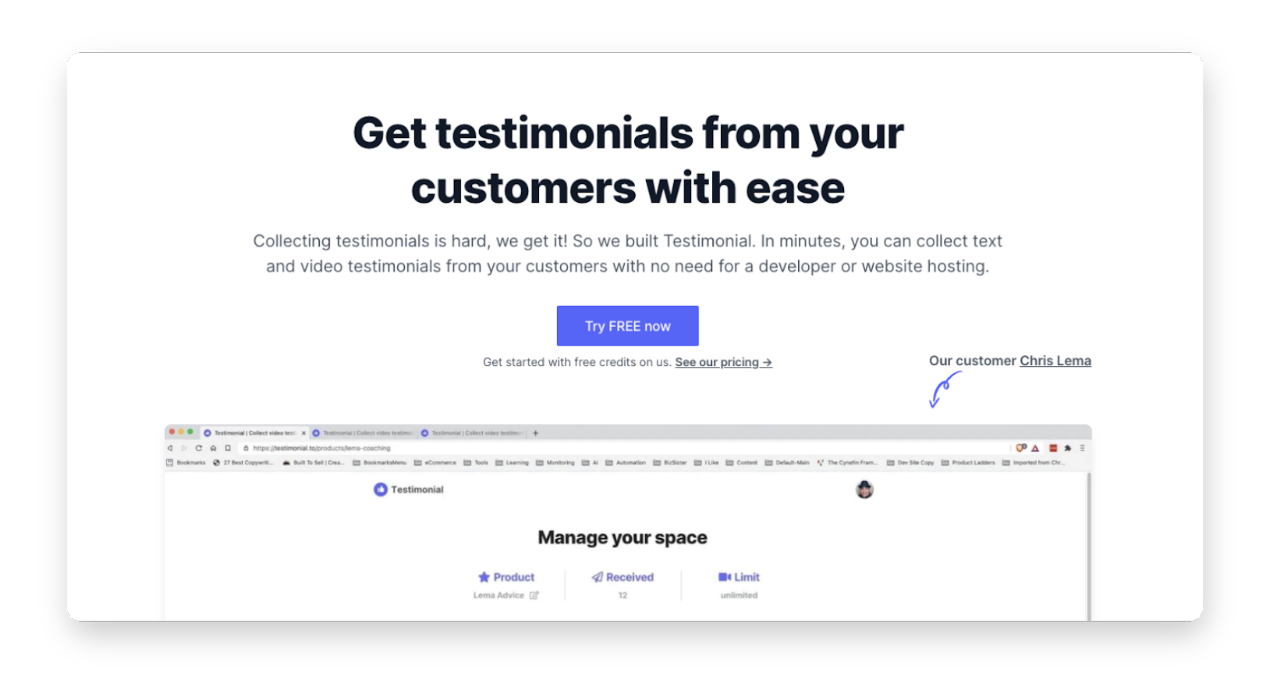 Get testimonials from your
customers with ease
Collecting testimonials is hard, we get it! So we built Testimonial. In minutes, you can collect text
and video testimonials from your customers with no need for a developer or website hosting.
Try FREE now
Get started with free credits on us. See our pricing →
Our customer Chris Lema
Testimonial | Collect video testi Testimonial | Collect video testimo Testimonial | Collect video testimo
https://testimonial.to/products/lema-coaching
Bookmarks 27 Best Copywriti... Built To Sell | Crea... BookmarksMenu eCommerce Tools Learning Monitoring AI Automation BizSister I Like Content Default-Main The Cynefin Fram... Dev Site Copy Product Ladders Imported from Chr...
Testimonial
Manage your space
Product Received Limit
Lema Advice 12 unlimited